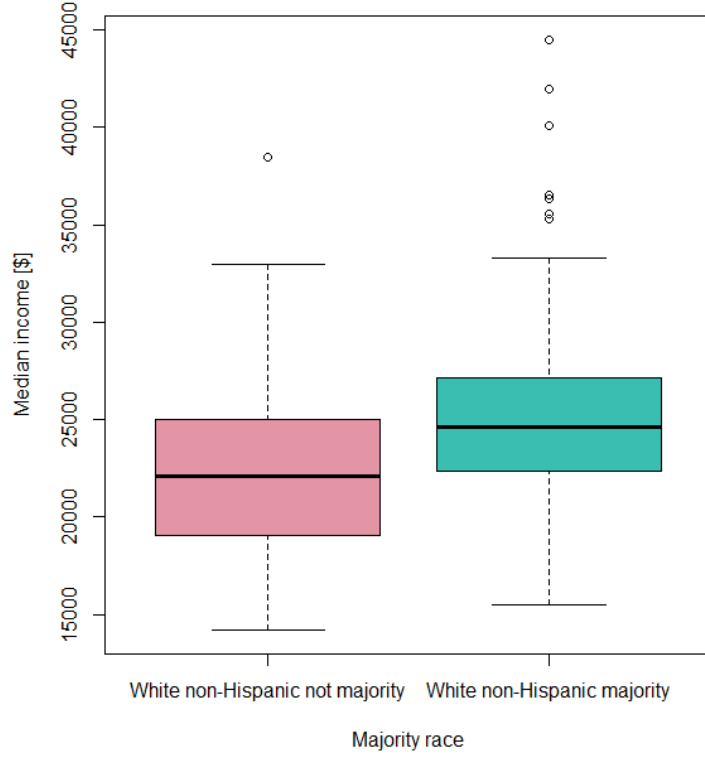 45000
40000
35000
30000
25000
20000
15000
Median income [$]
White non-Hispanic not majority White non-Hispanic majority
Majority race